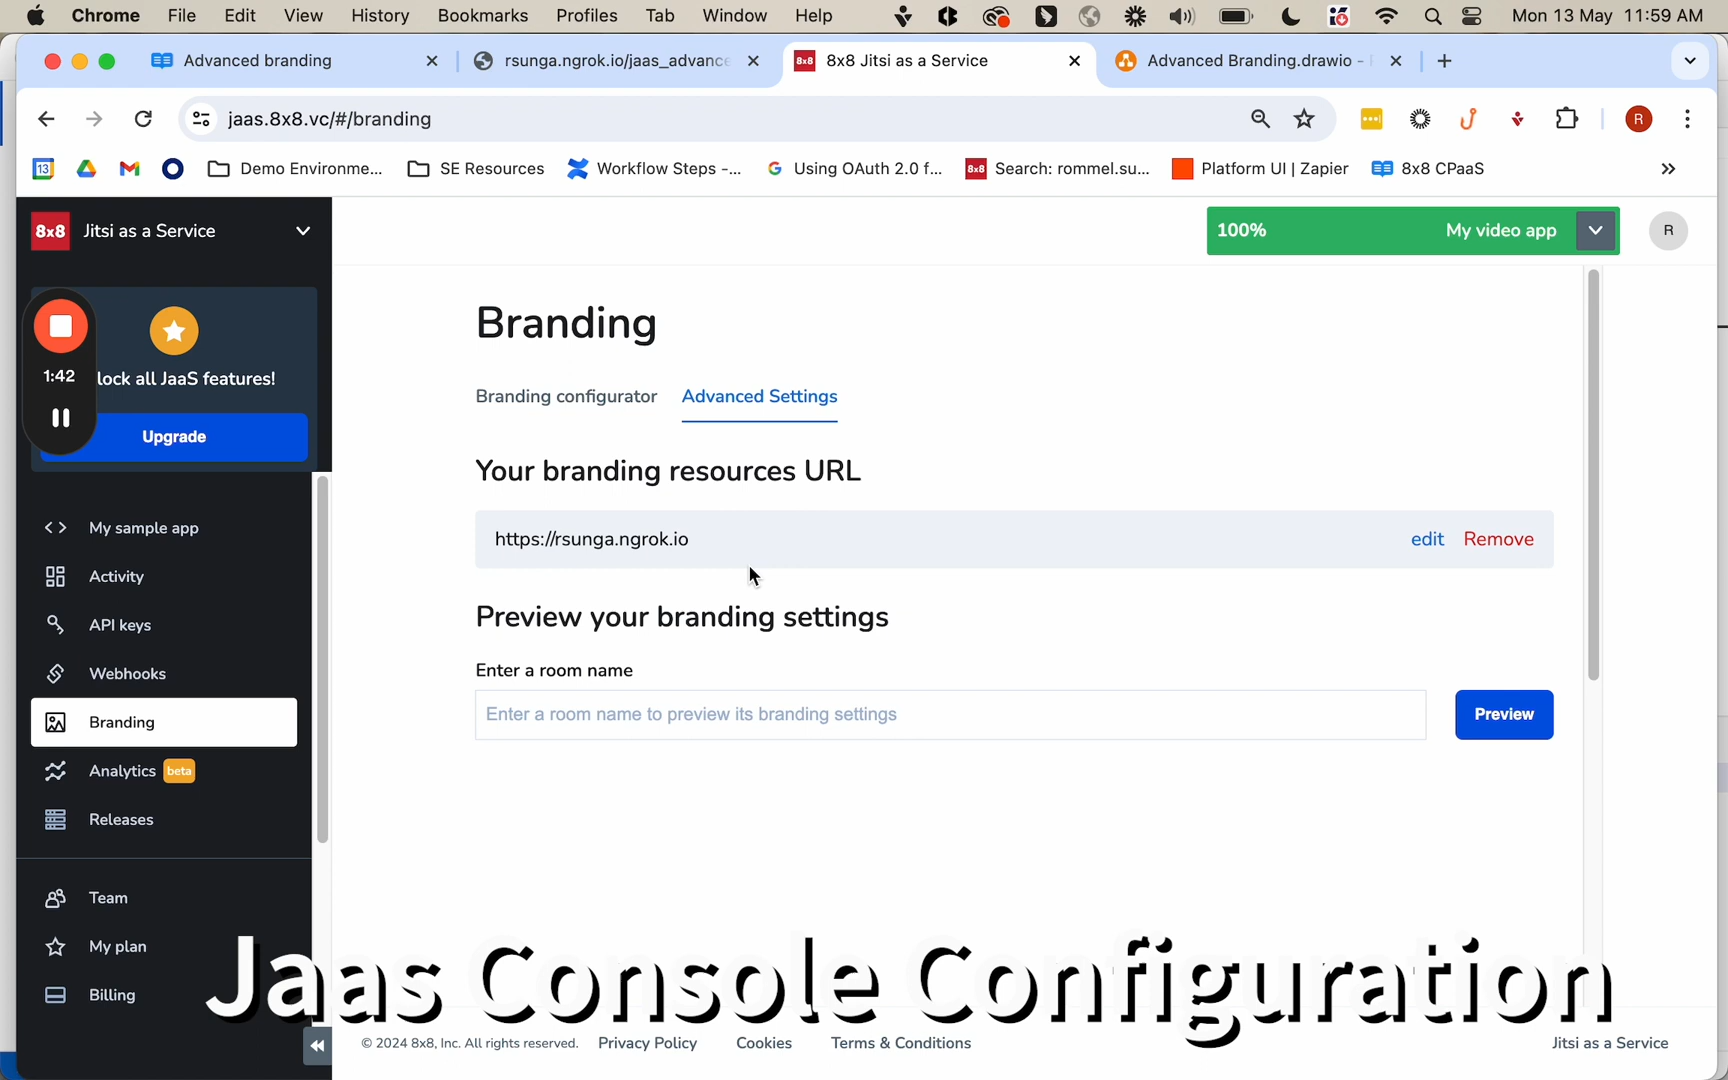 Chrome File Edit View History Bookmarks Profiles Tab Window Help Mon 13 May 11:59 AM
Advanced branding rsunga.ngrok.io/jaas_advance 8x8 8x8 Jitsi as a Service Advanced Branding.drawio -
jaas.8x8.vc/#/branding R
13 Demo Environme... SE Resources Workflow Steps -... Using OAuth 2.0 f... 8x8 Search: rommel.su... Platform UI | Zapier 8x8 CPaaS
8x8 Jitsi as a Service
100% My video app R
1:42
lock all JaaS features!
Upgrade
My sample app
Activity
API keys
Webhooks
Branding
Analytics beta
Releases
Team
My plan
Billing
Branding
Branding configurator Advanced Settings
Your branding resources URL
https://rsunga.ngrok.io edit Remove
Preview your branding settings
Enter a room name
Enter a room name to preview its branding settings Preview
Jaas Console Configuration
© 2024 8x8, Inc. All rights reserved. Privacy Policy Cookies Terms & Conditions Jitsi as a Service